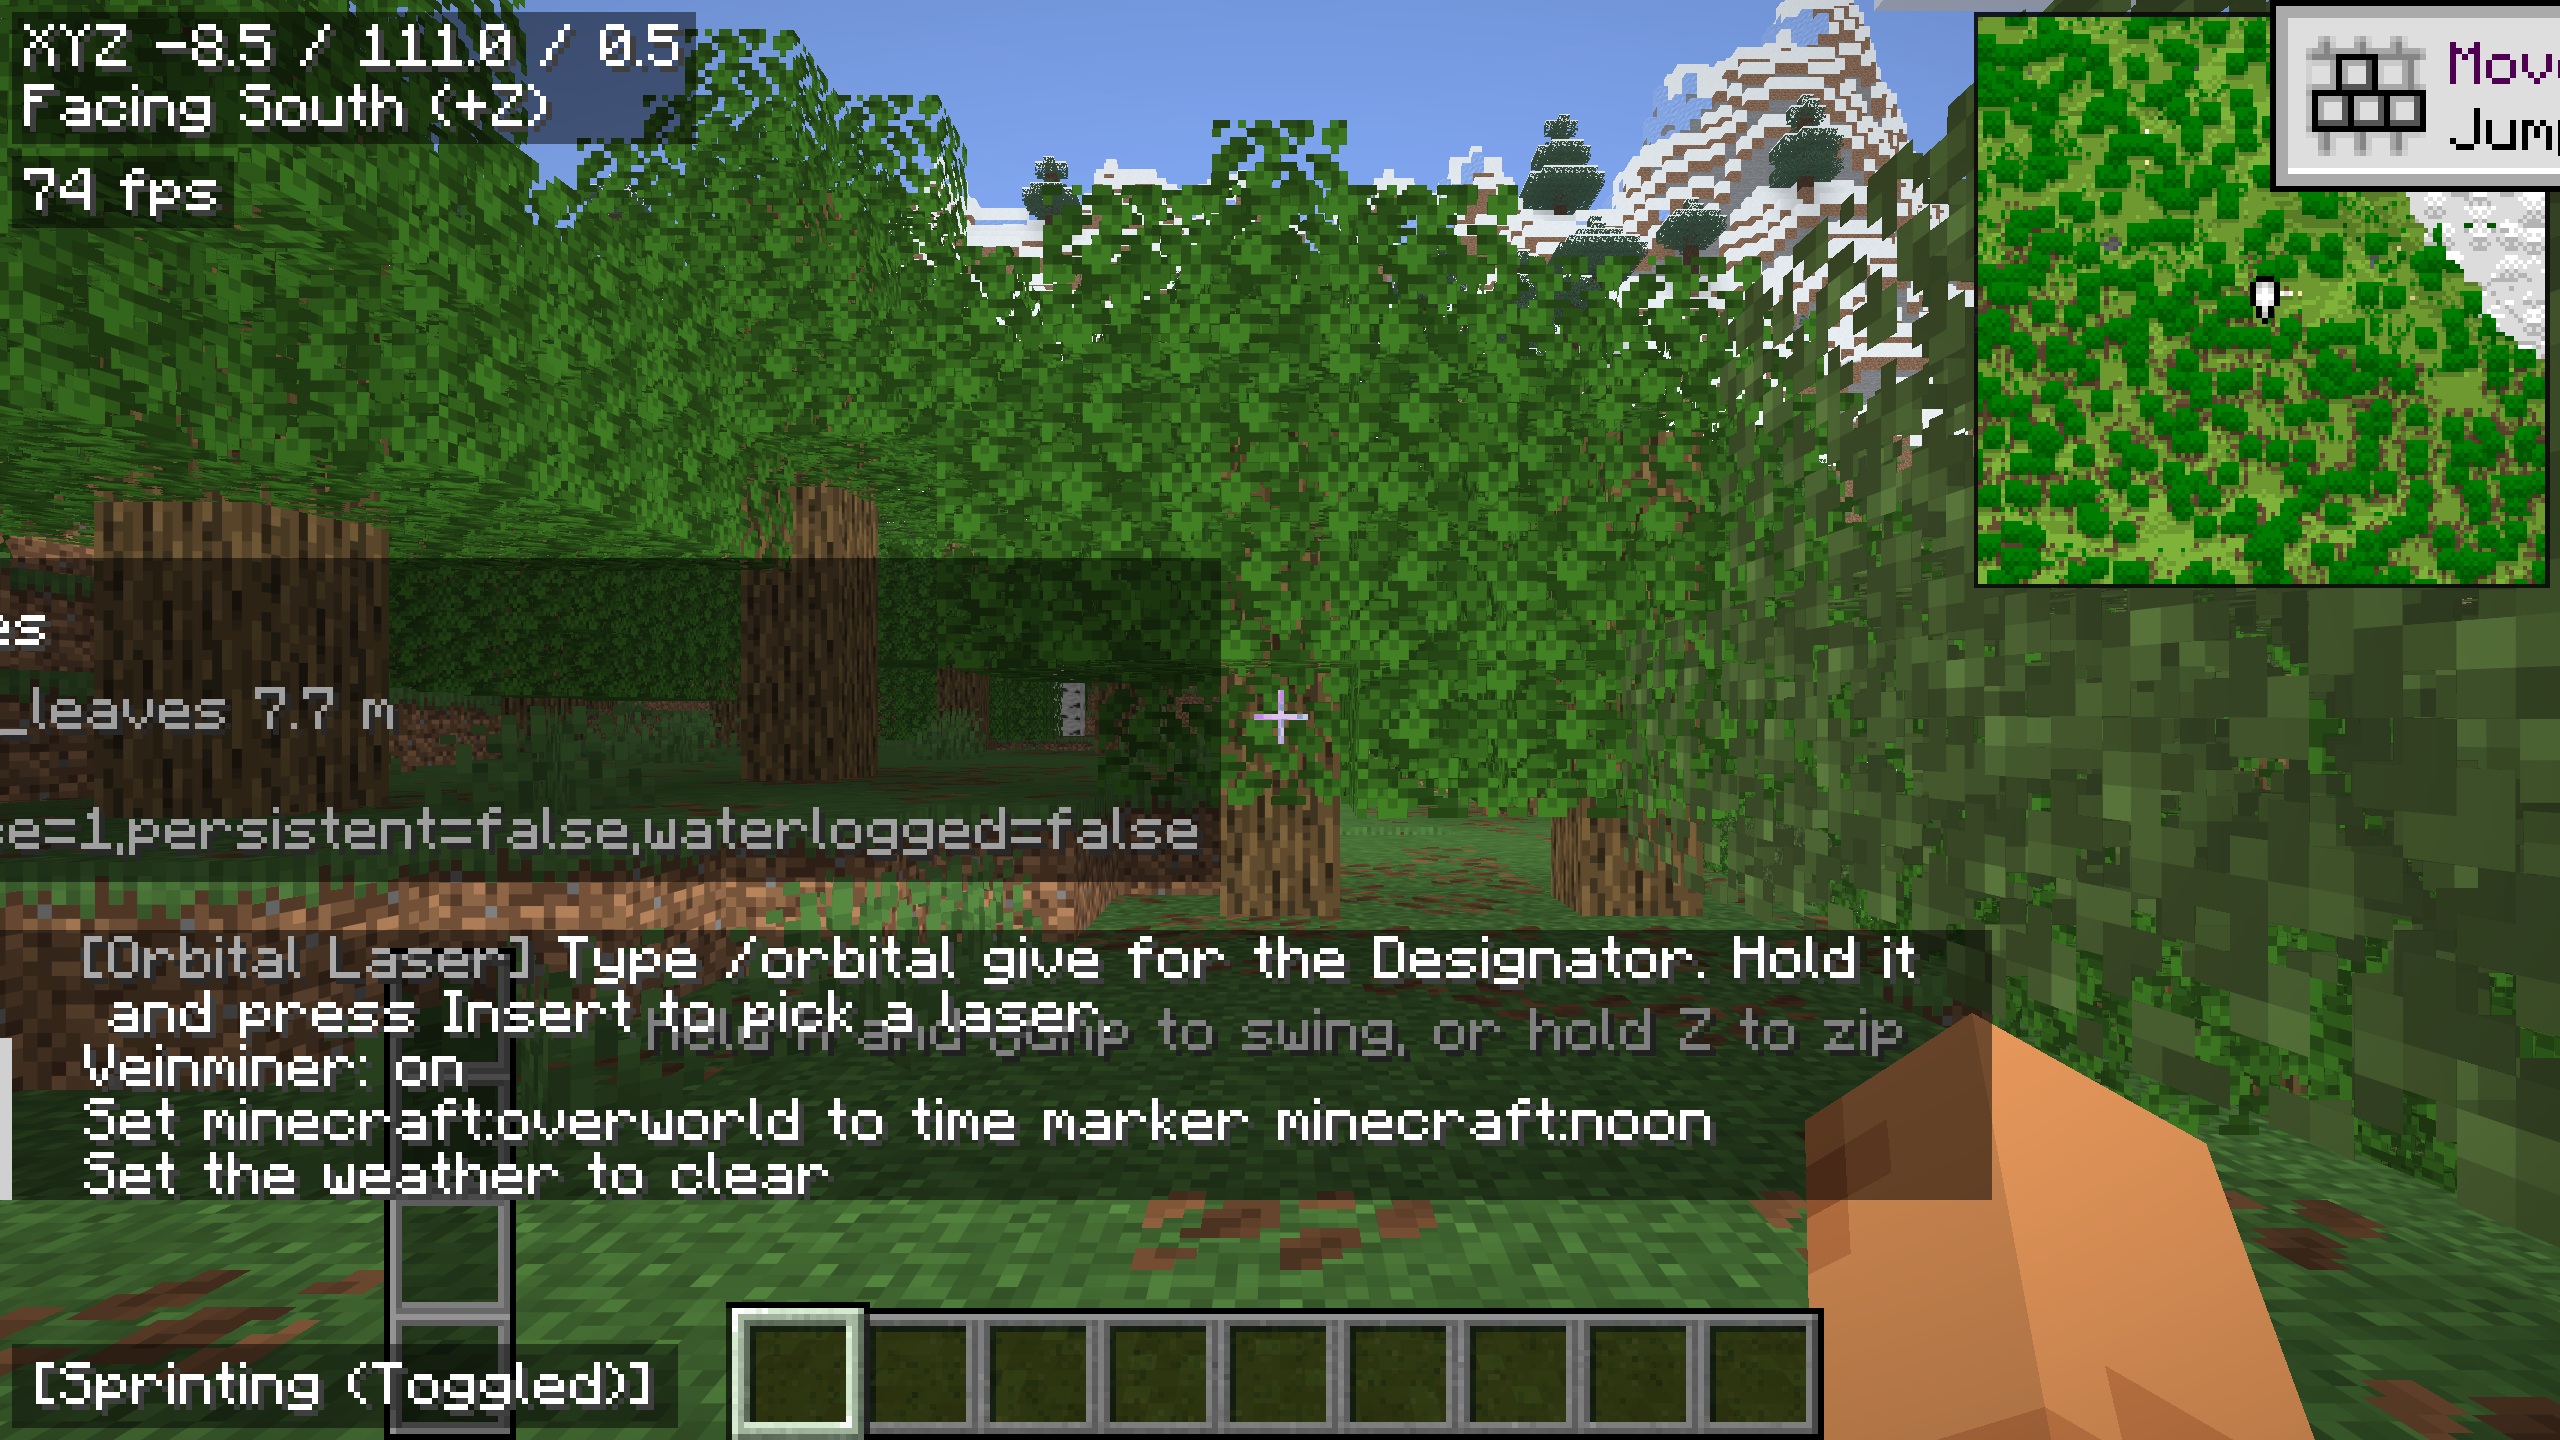 XYZ -8.5 / 111.0 / 0.5
Facing South (+Z)
74 fps
Jump
_leaves 7.7 m
e=1,persistent=false,waterlogged=false
[Orbital Laser] Type /orbital give for the Designator. Hold it
and press Insert to pick a laser.
and jump to swing, or hold Z to zip
Veinminer: on
Set minecraft:overworld to time marker minecraft:noon
Set the weather to clear
[Sprinting (Toggled)]